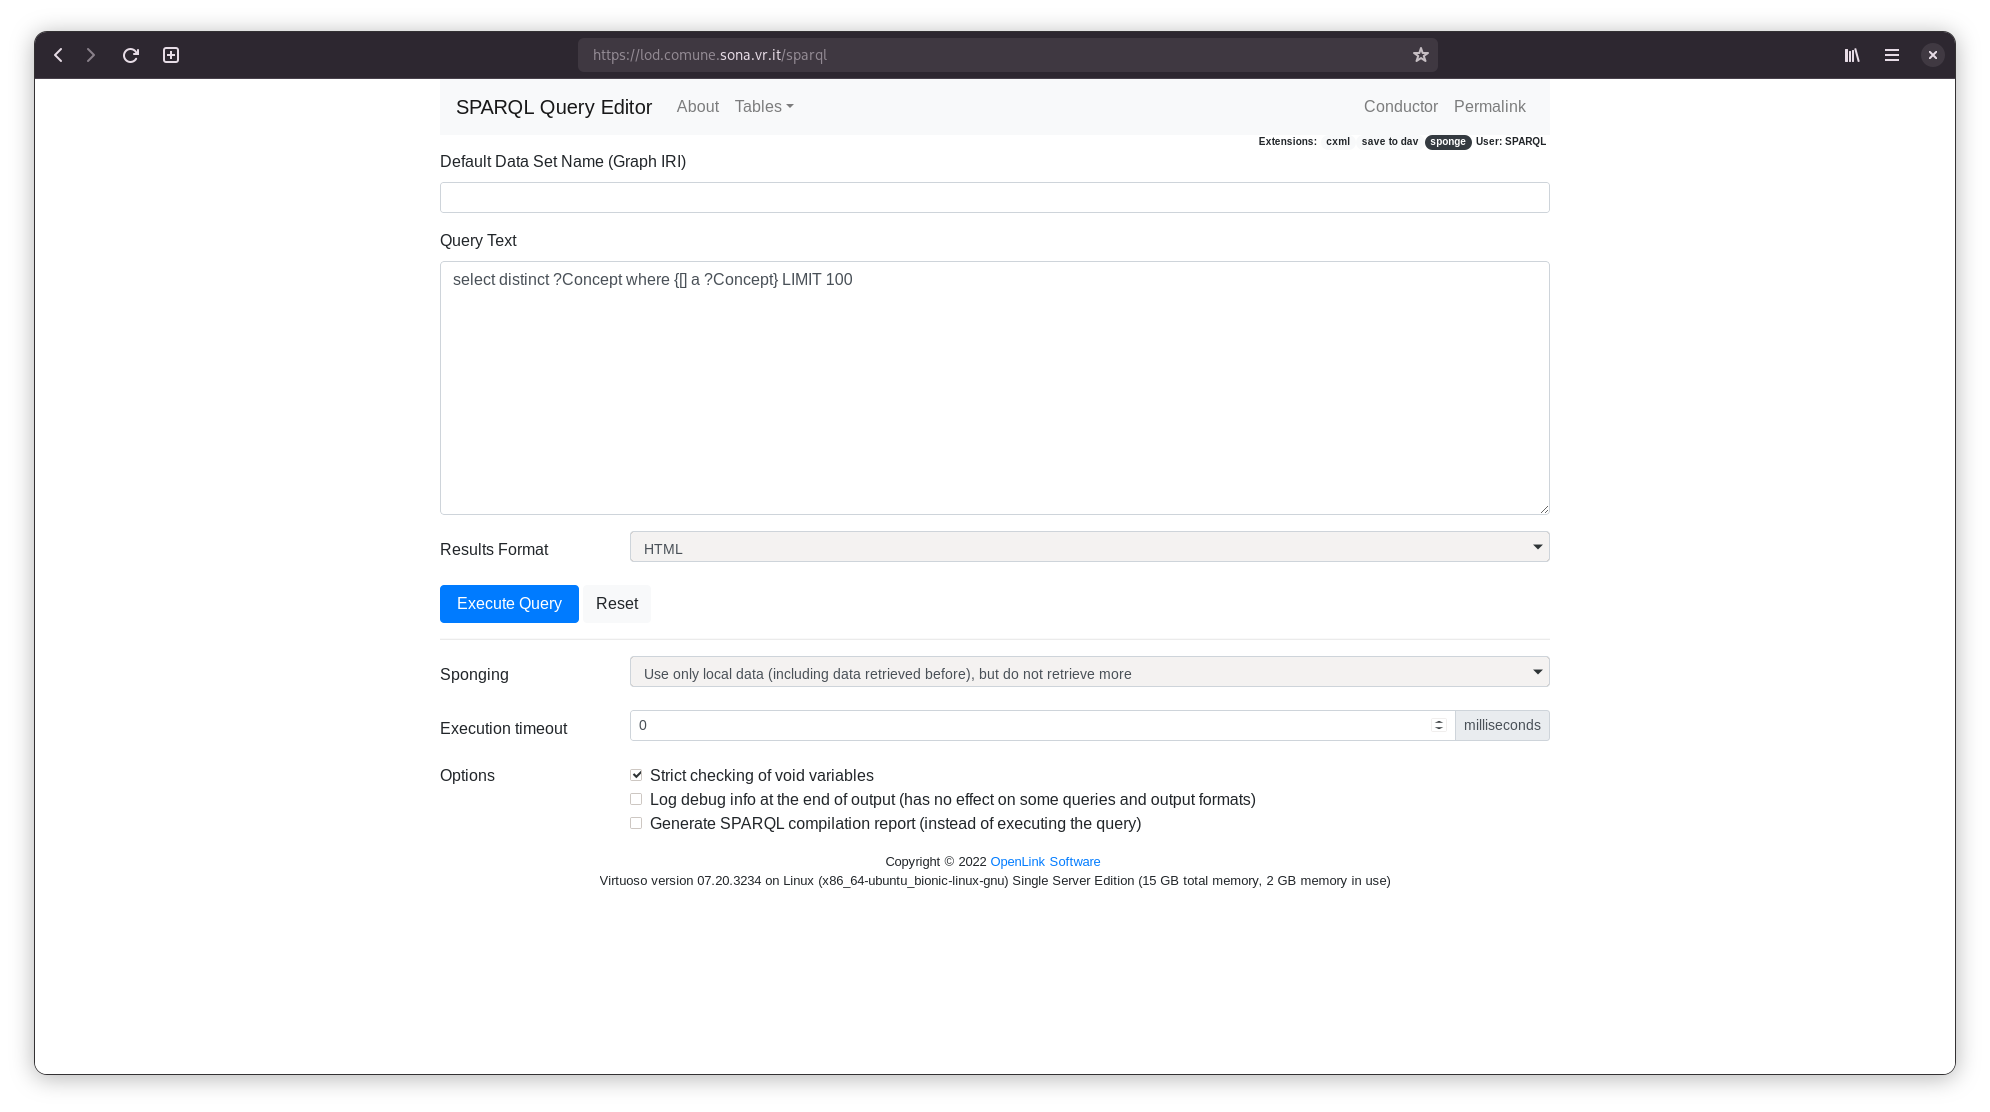 https://lod.comune.sona.vr.it/sparql
SPARQL Query Editor About Tables Conductor Permalink
Extensions: cxml save to dav sponge User: SPARQL
Default Data Set Name (Graph IRI)
Query Text
select distinct ?Concept where {[] a ?Concept} LIMIT 100
Results Format HTML
Execute Query Reset
Sponging Use only local data (including data retrieved before), but do not retrieve more
Execution timeout 0 milliseconds
Options Strict checking of void variables
Log debug info at the end of output (has no effect on some queries and output formats)
Generate SPARQL compilation report (instead of executing the query)
Copyright © 2022 OpenLink Software
Virtuoso version 07.20.3234 on Linux (x86_64-ubuntu_bionic-linux-gnu) Single Server Edition (15 GB total memory, 2 GB memory in use)